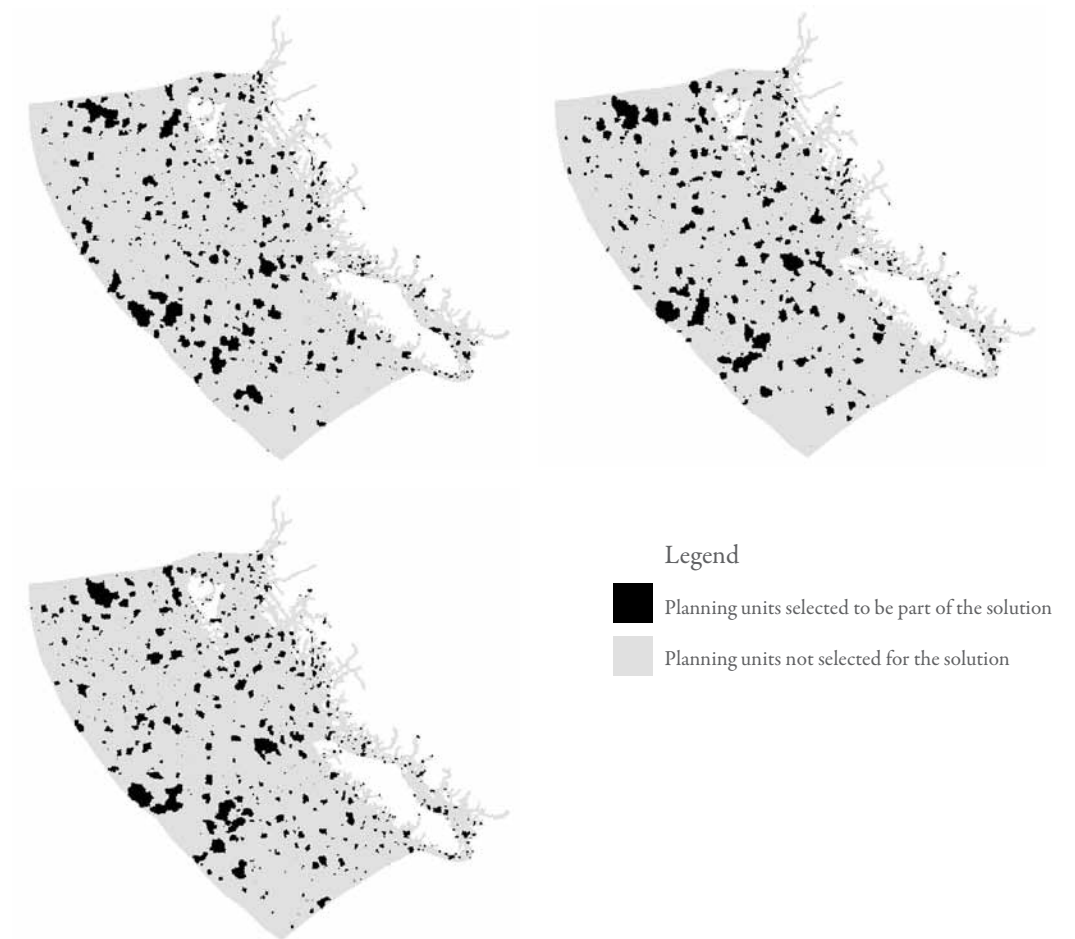 Legend
Planning units selected to be part of the solution
Planning units not selected for the solution